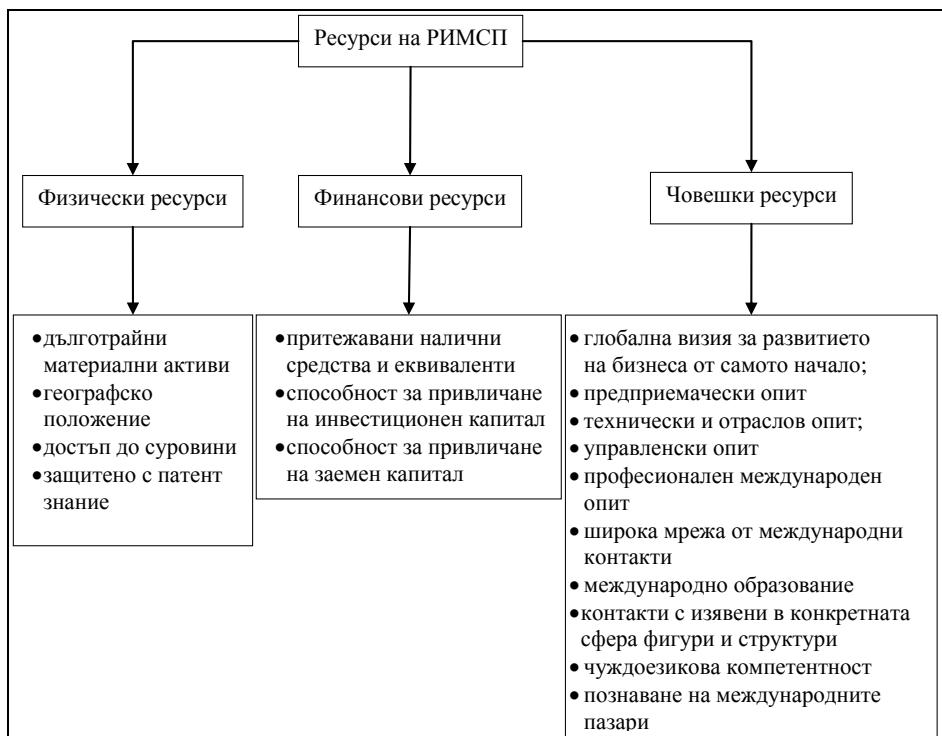 Ресурси на РИМСП
Физически ресурси
Финансови ресурси
Човешки ресурси
•дълготрайни
материални активи
•географско
положение
•достъп до суровини
•защитено с патент
знание
•притежавани налични
средства и еквиваленти
•способност за привличане
на инвестиционен капитал
•способност за привличане
на заемен капитал
• глобална визия за развитието
на бизнеса от самото начало;
• предприемачески опит
• технически и отраслов опит;
• управленски опит
• професионален международен
опит
• широка мрежа от международни
контакти
• международно образование
•контакти с изявени в конкретната
сфера фигури и структури
• чуждоезикова компетентност
• познаване на международните
пазари